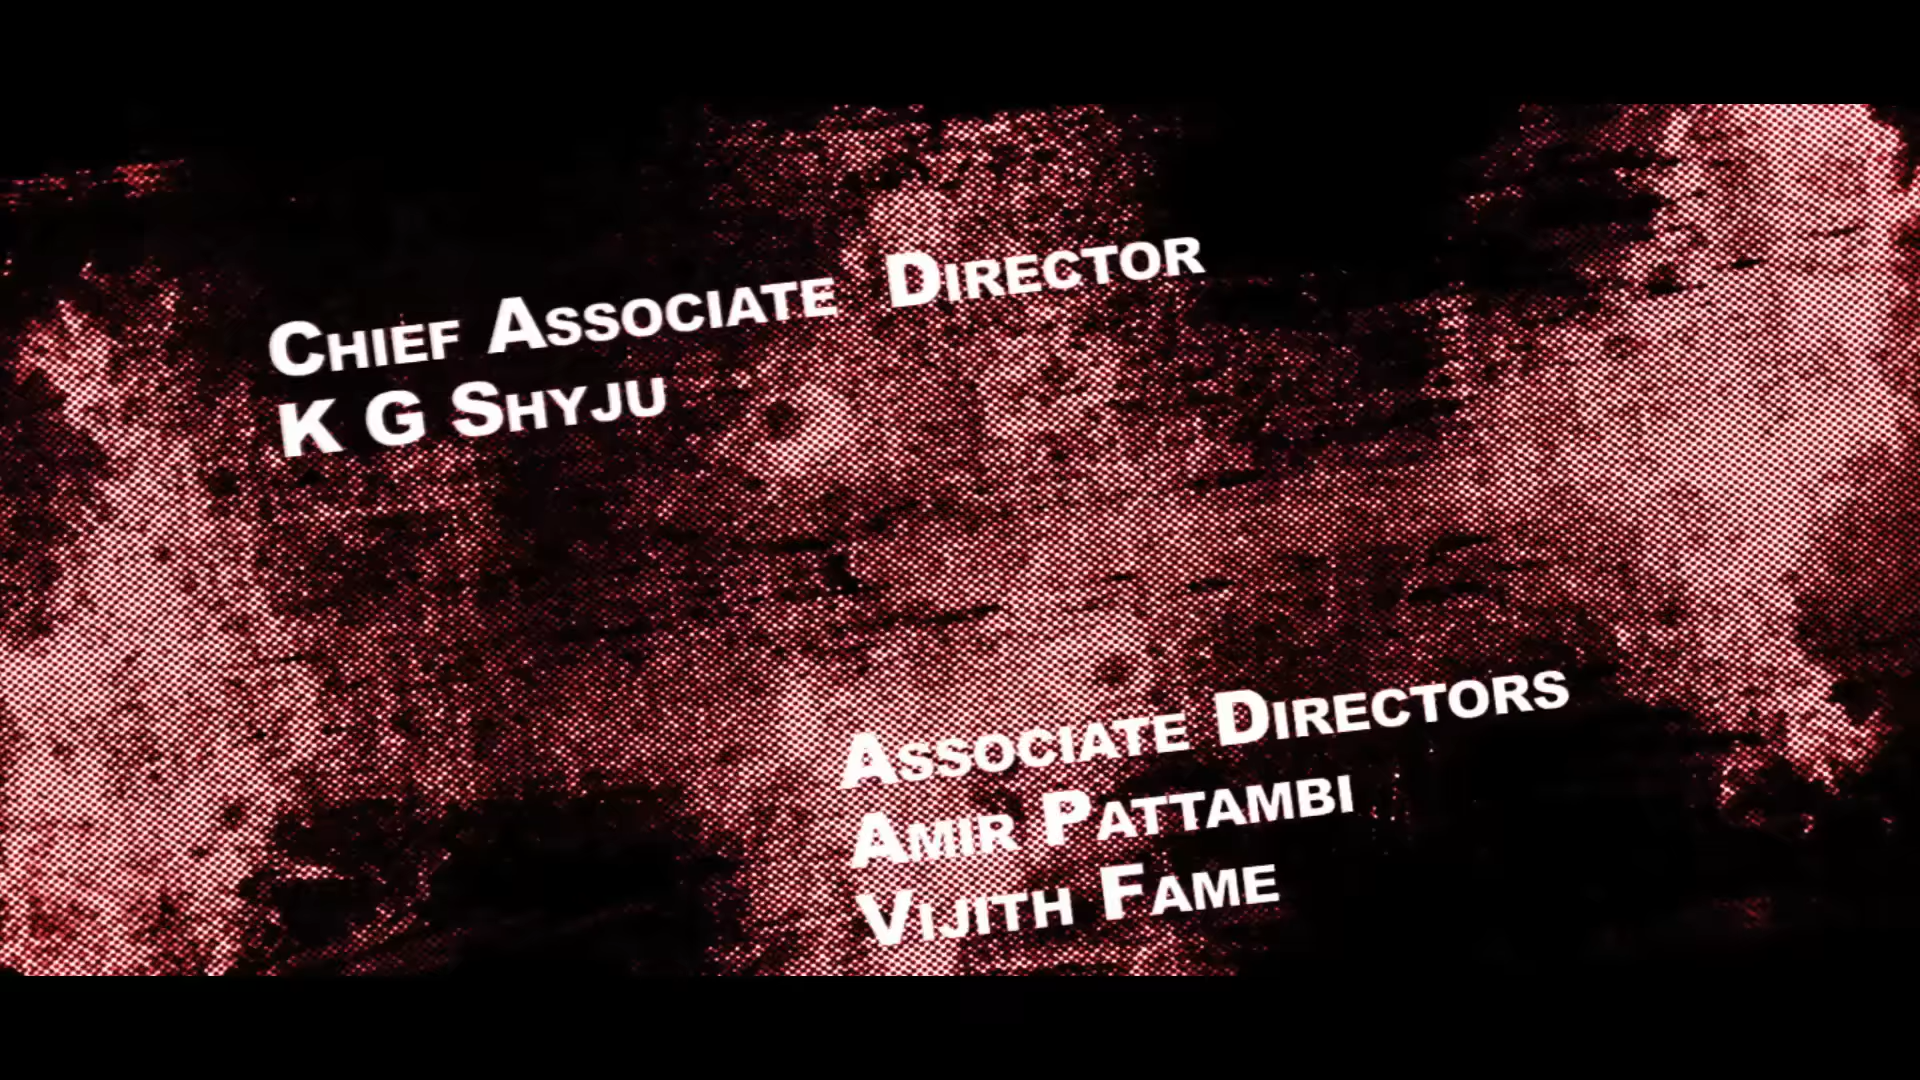 Chief Associate Director
K G Shyju
Associate Directors
Amir Pattambi
Vijith Fame